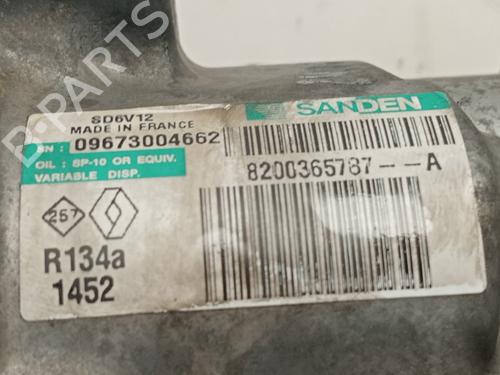 SD6V12
MADE IN FRANCE
SN : 09673004662
OIL : SP-10 OR EQUIV.
VARIABLE DISP.
SANDEN
8200365787--A
257
R134a
1452
B-PARTS